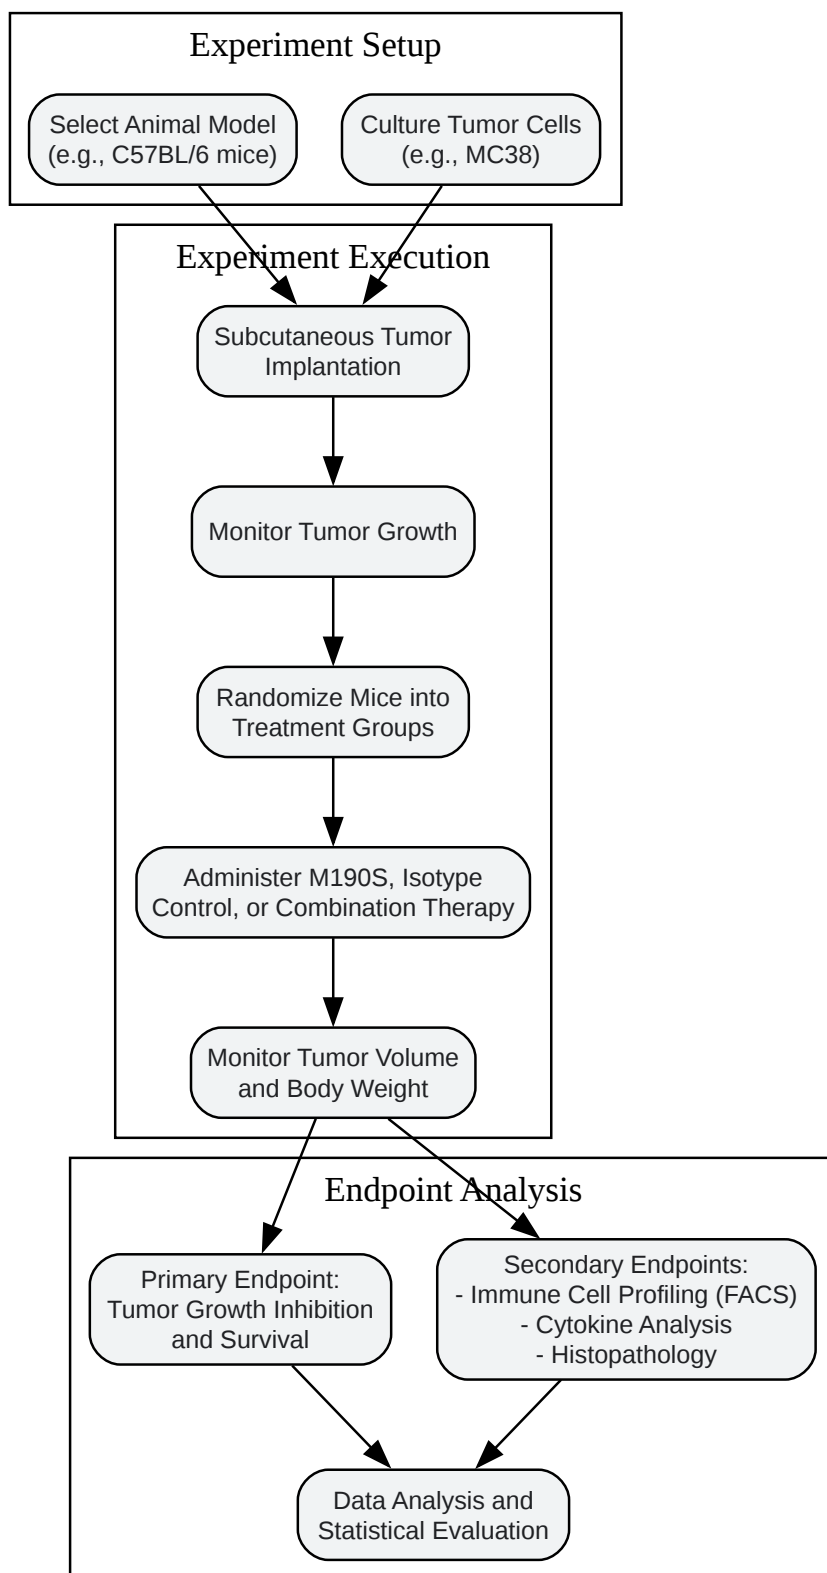 Experiment Setup
Select Animal Model
(e.g., C57BL/6 mice)
Culture Tumor Cells
(e.g., MC38)
Experiment Execution
Subcutaneous Tumor
Implantation
Monitor Tumor Growth
Randomize Mice into
Treatment Groups
Administer M190S, Isotype
Control, or Combination Therapy
Monitor Tumor Volume
and Body Weight
Endpoint Analysis
Primary Endpoint:
Tumor Growth Inhibition
and Survival
Secondary Endpoints:
- Immune Cell Profiling (FACS)
- Cytokine Analysis
- Histopathology
Data Analysis and
Statistical Evaluation